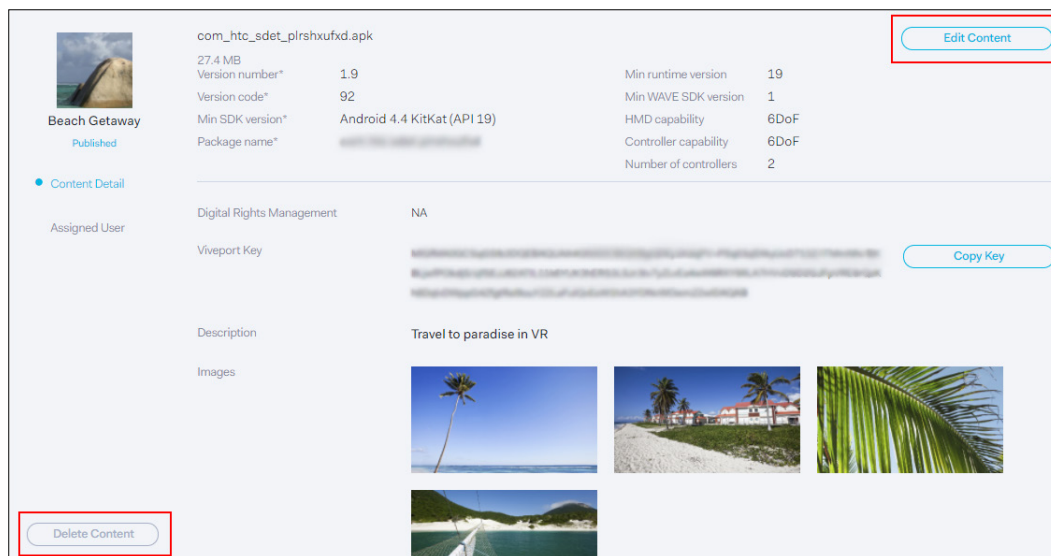 com_htc_sdet_plrshxufxd.apk
Edit Content
27.4 MB
Version number* 1.9
Min runtime version 19
Version code* 92
Min WAVE SDK version 1
Beach Getaway
Min SDK version* Android 4.4 KitKat (API 19)
HMD capability 6DoF
Published
Package name*
Controller capability 6DoF
Number of controllers 2
Content Detail
Assigned User
Digital Rights Management NA
Viveport Key
Copy Key
Description Travel to paradise in VR
Images
Delete Content